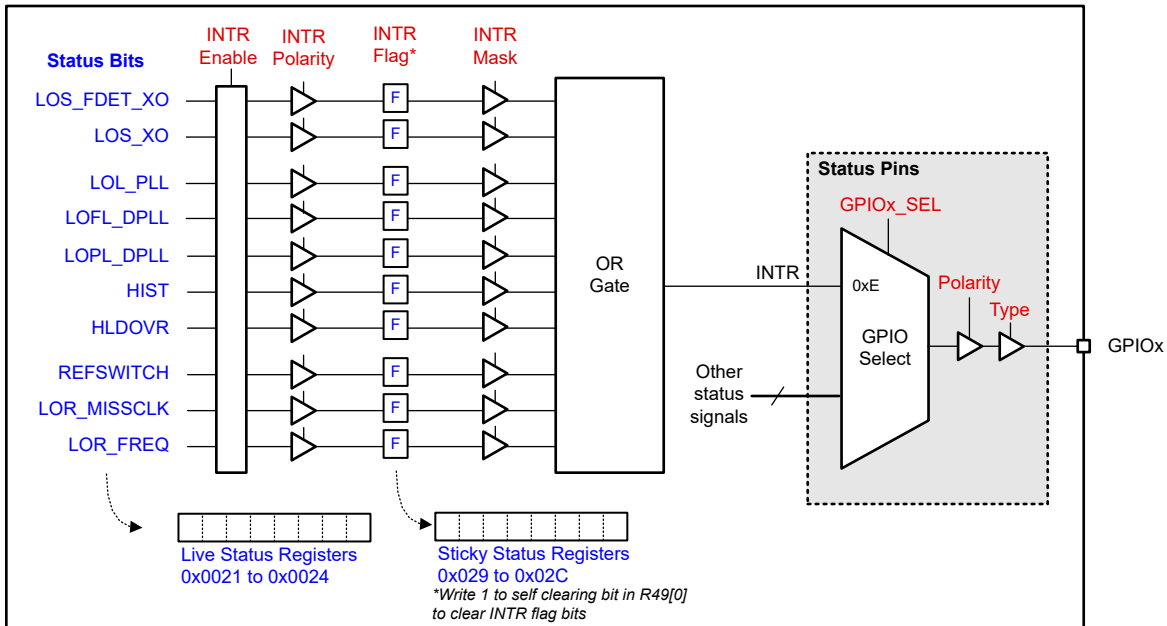 INTR
Enable
INTR
Polarity
INTR
Flag*
INTR
Mask
Status Bits
LOS_FDET_XO
F
LOS_XO
F
LOL_PLL
F
LOFL_DPLL
F
LOPL_DPLL
F
HIST
F
HLDOVR
F
REFSWITCH
F
LOR_MISSCLK
F
LOR_FREQ
F
OR
Gate
INTR
Status Pins
GPIOx_SEL
0xE
GPIO
Select
Polarity
Type
GPIOx
Other
status
signals
Live Status Registers
0x0021 to 0x0024
Sticky Status Registers
0x029 to 0x02C
*Write 1 to self clearing bit in R49[0]
to clear INTR flag bits